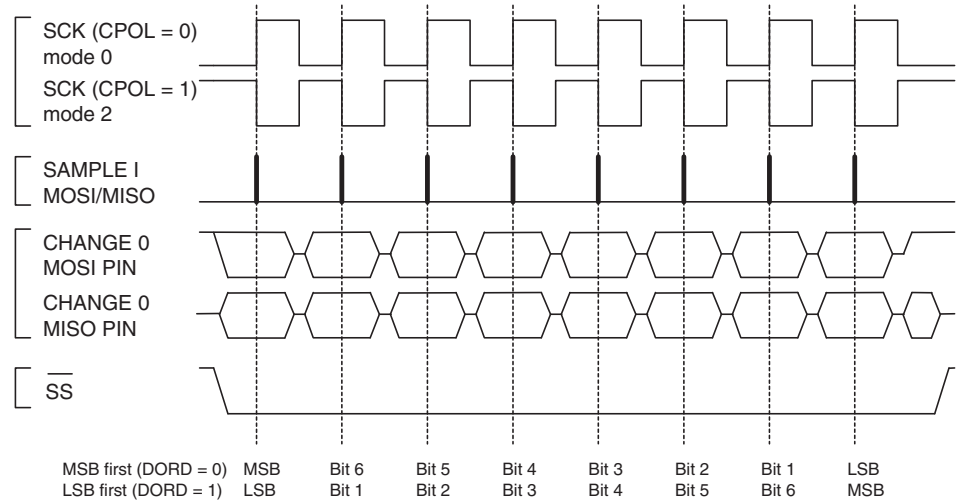 SCK (CPOL = 0)
mode 0
SCK (CPOL = 1)
mode 2
SAMPLE I
MOSI/MISO
CHANGE 0
MOSI PIN
CHANGE 0
MISO PIN
SS
MSB first (DORD = 0) MSB Bit 6 Bit 5 Bit 4 Bit 3 Bit 2 Bit 1 LSB
LSB first (DORD = 1) LSB Bit 1 Bit 2 Bit 3 Bit 4 Bit 5 Bit 6 MSB